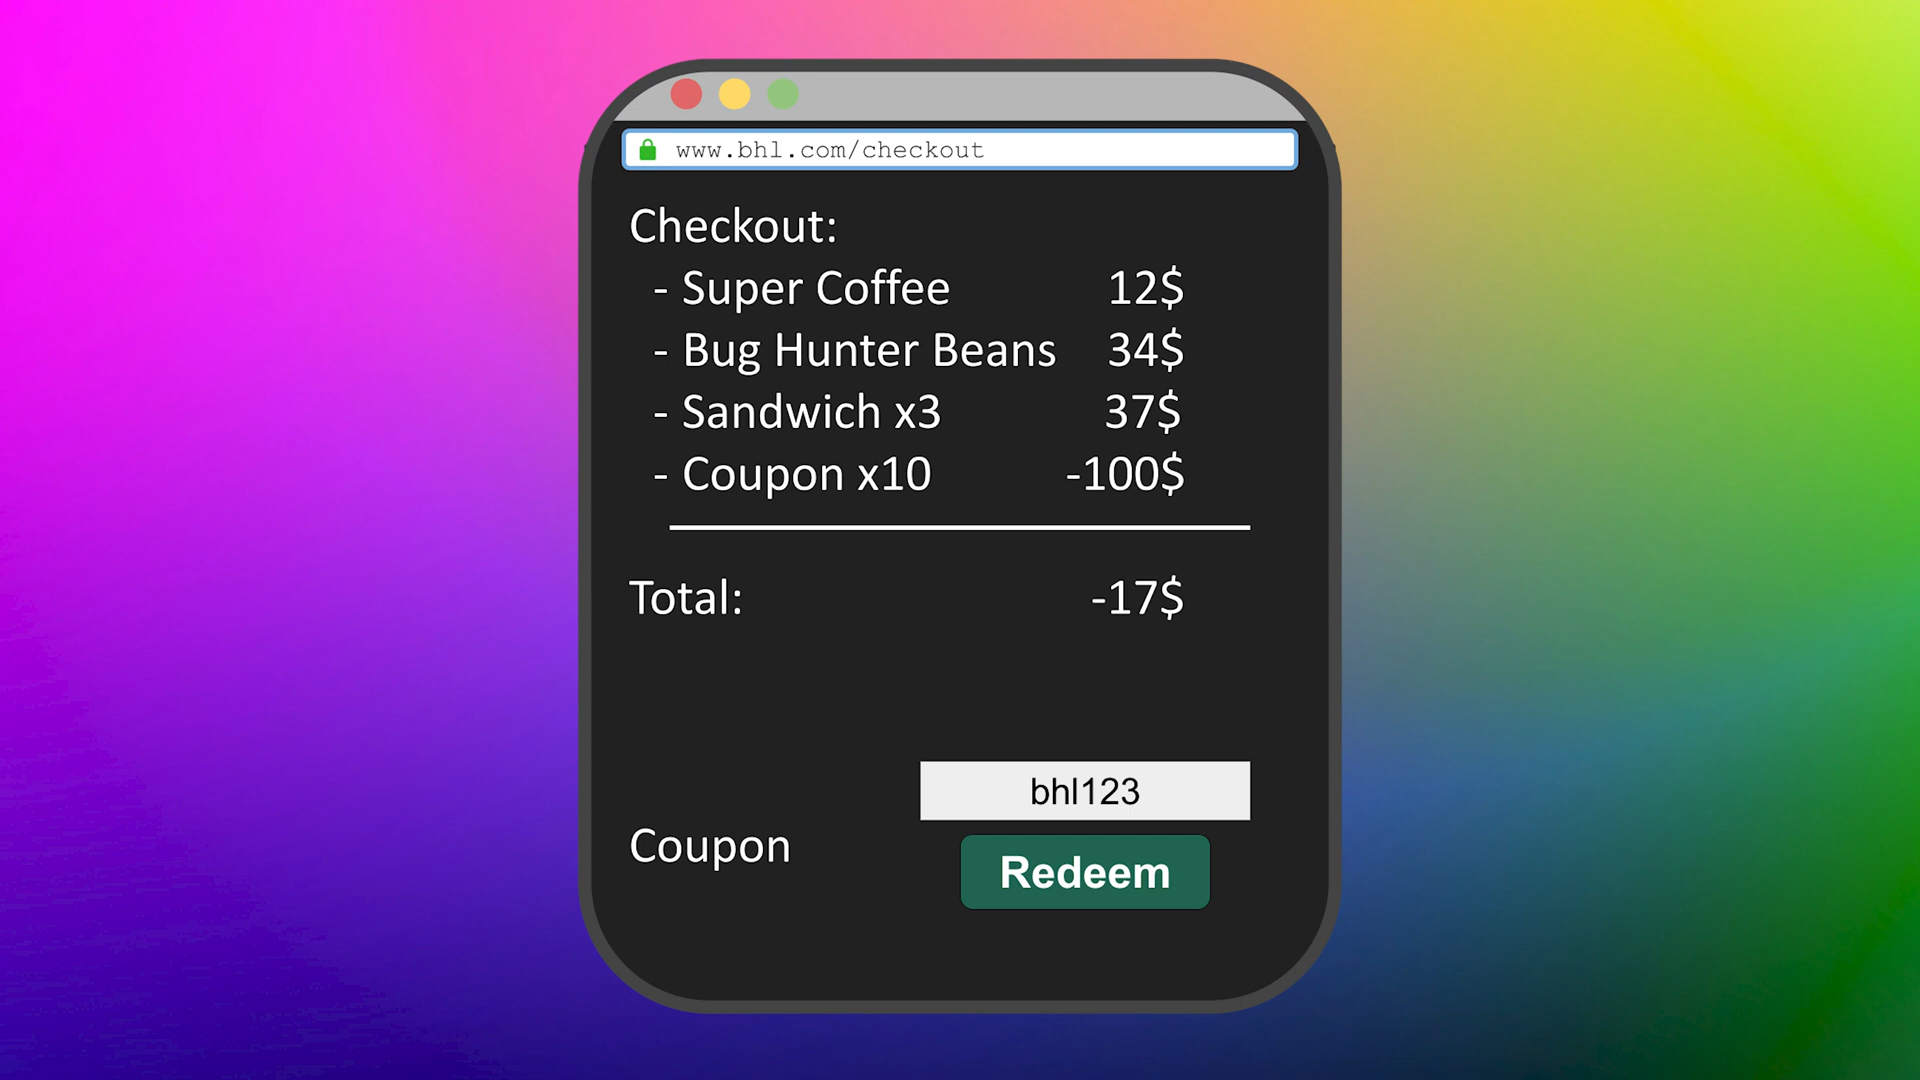 www.bhl.com/checkout
Checkout:
- Super Coffee 12$
- Bug Hunter Beans 34$
- Sandwich x3 37$
- Coupon x10 -100$
Total: -17$
bhl123
Coupon
Redeem